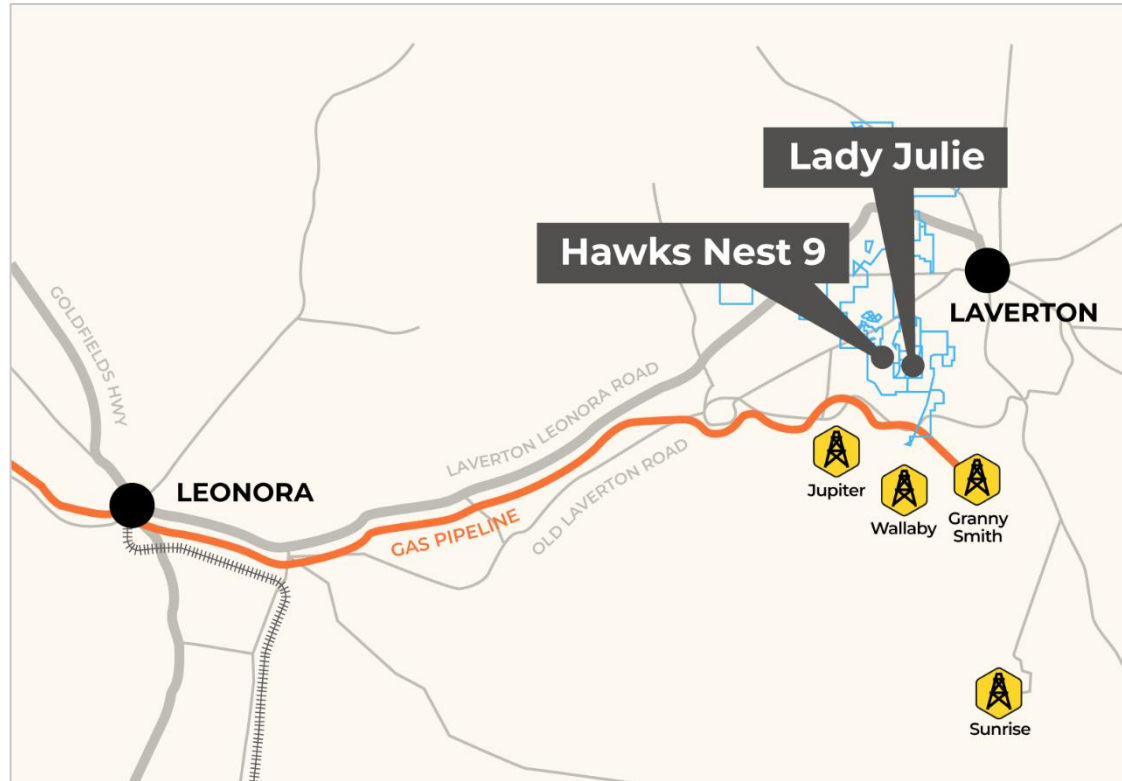 Lady Julie
Hawks Nest 9
LAVERTON
GOLDFIELDS HWY
LAVERTON LEONORA ROAD
LEONORA
GAS PIPELINE
OLD LAVERTON ROAD
Jupiter
Wallaby
Granny
Smith
Sunrise